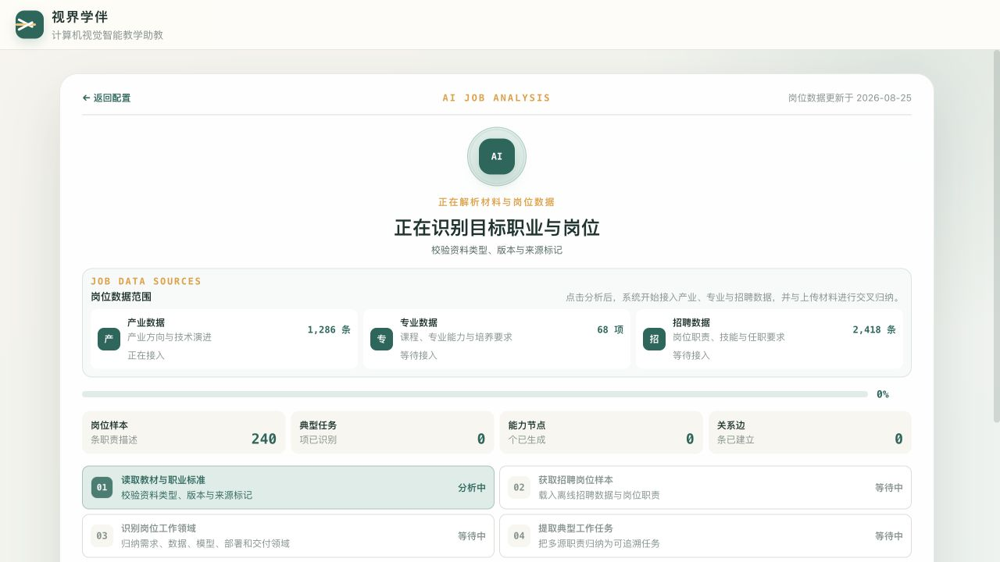 视界学伴
计算机视觉智能教学助教
← 返回配置
AI JOB ANALYSIS
岗位数据更新于 2026-08-25
AI
正在解析材料与岗位数据
正在识别目标职业与岗位
校验资料类型、版本与来源标记
JOB DATA SOURCES
岗位数据范围
点击分析后，系统开始接入产业、专业与招聘数据，并与上传材料进行交叉归纳。
产
产业数据
产业方向与技术演进
正在接入
1,286 条
专
专业数据
课程、专业能力与培养要求
等待接入
68 项
招
招聘数据
岗位职责、技能与任职要求
等待接入
2,418 条
0%
岗位样本
条职责描述
240
典型任务
项已识别
0
能力节点
个已生成
0
关系边
条已建立
0
01
读取教材与职业标准
校验资料类型、版本与来源标记
分析中
02
获取招聘岗位样本
载入离线招聘数据与岗位职责
等待中
03
识别岗位工作领域
归纳需求、数据、模型、部署和交付领域
等待中
04
提取典型工作任务
把多源职责归纳为可追溯任务
等待中